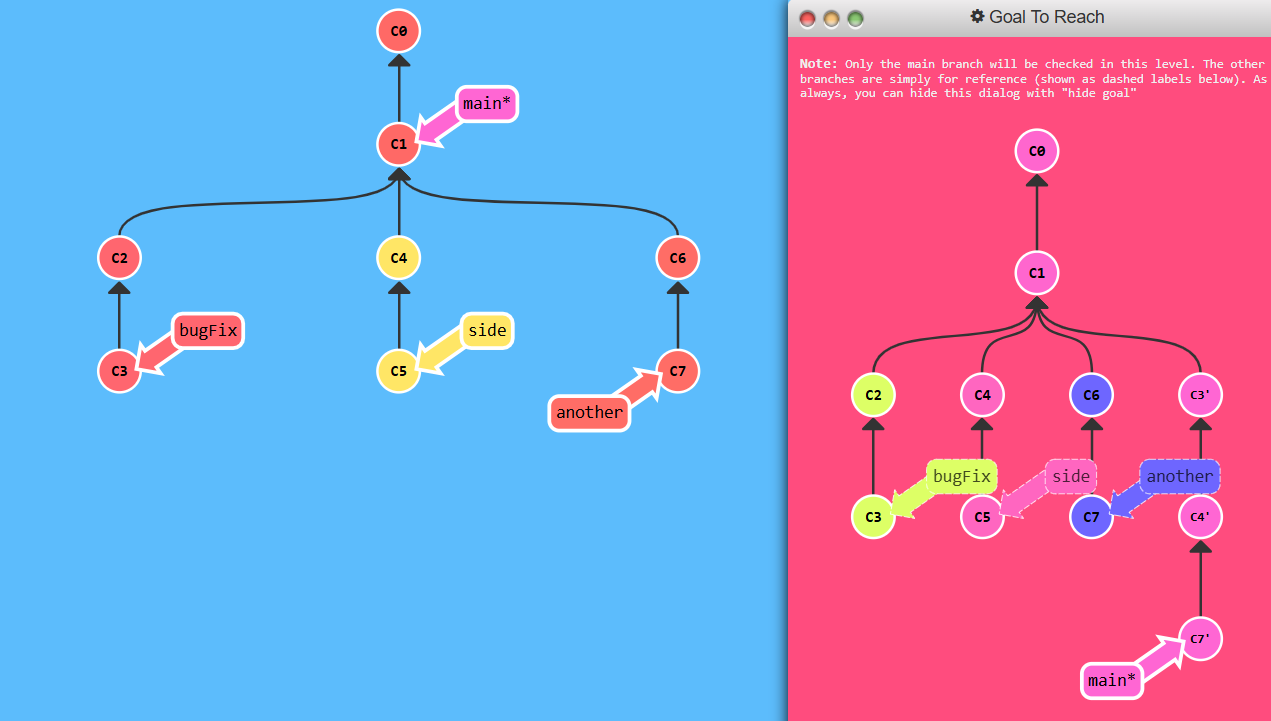 C0
main*
C1
C2
C4
C6
bugFix
side
C3
C5
C7
another
Goal To Reach
Note: Only the main branch will be checked in this level. The other
branches are simply for reference (shown as dashed labels below). As
always, you can hide this dialog with "hide goal"
C0
C1
C2
C4
C6
C3'
bugFix
side
another
C3
C5
C7
C4'
C7'
main*